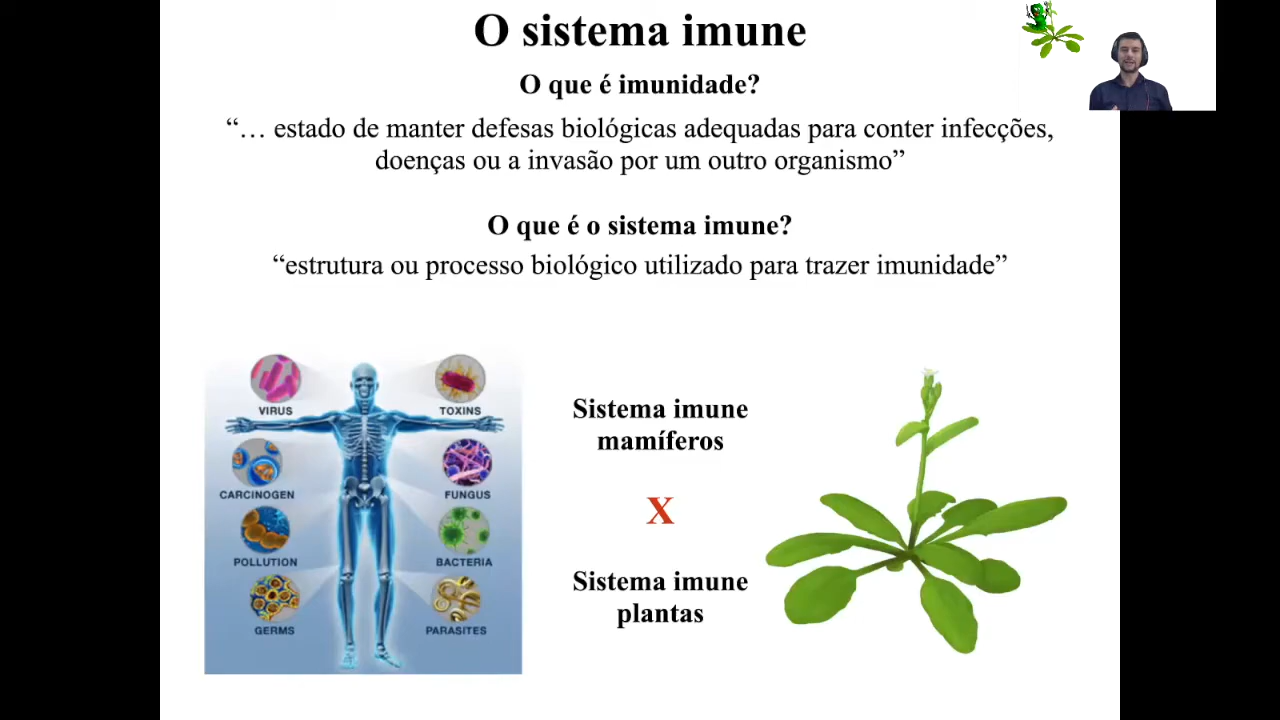 O sistema imune
O que é imunidade?
“… estado de manter defesas biológicas adequadas para conter infecções,
doenças ou a invasão por um outro organismo”
O que é o sistema imune?
“estrutura ou processo biológico utilizado para trazer imunidade”
VIRUS
TOXINS
CARCINOGEN
FUNGUS
POLLUTION
BACTERIA
GERMS
PARASITES
Sistema imune
mamíferos
X
Sistema imune
plantas